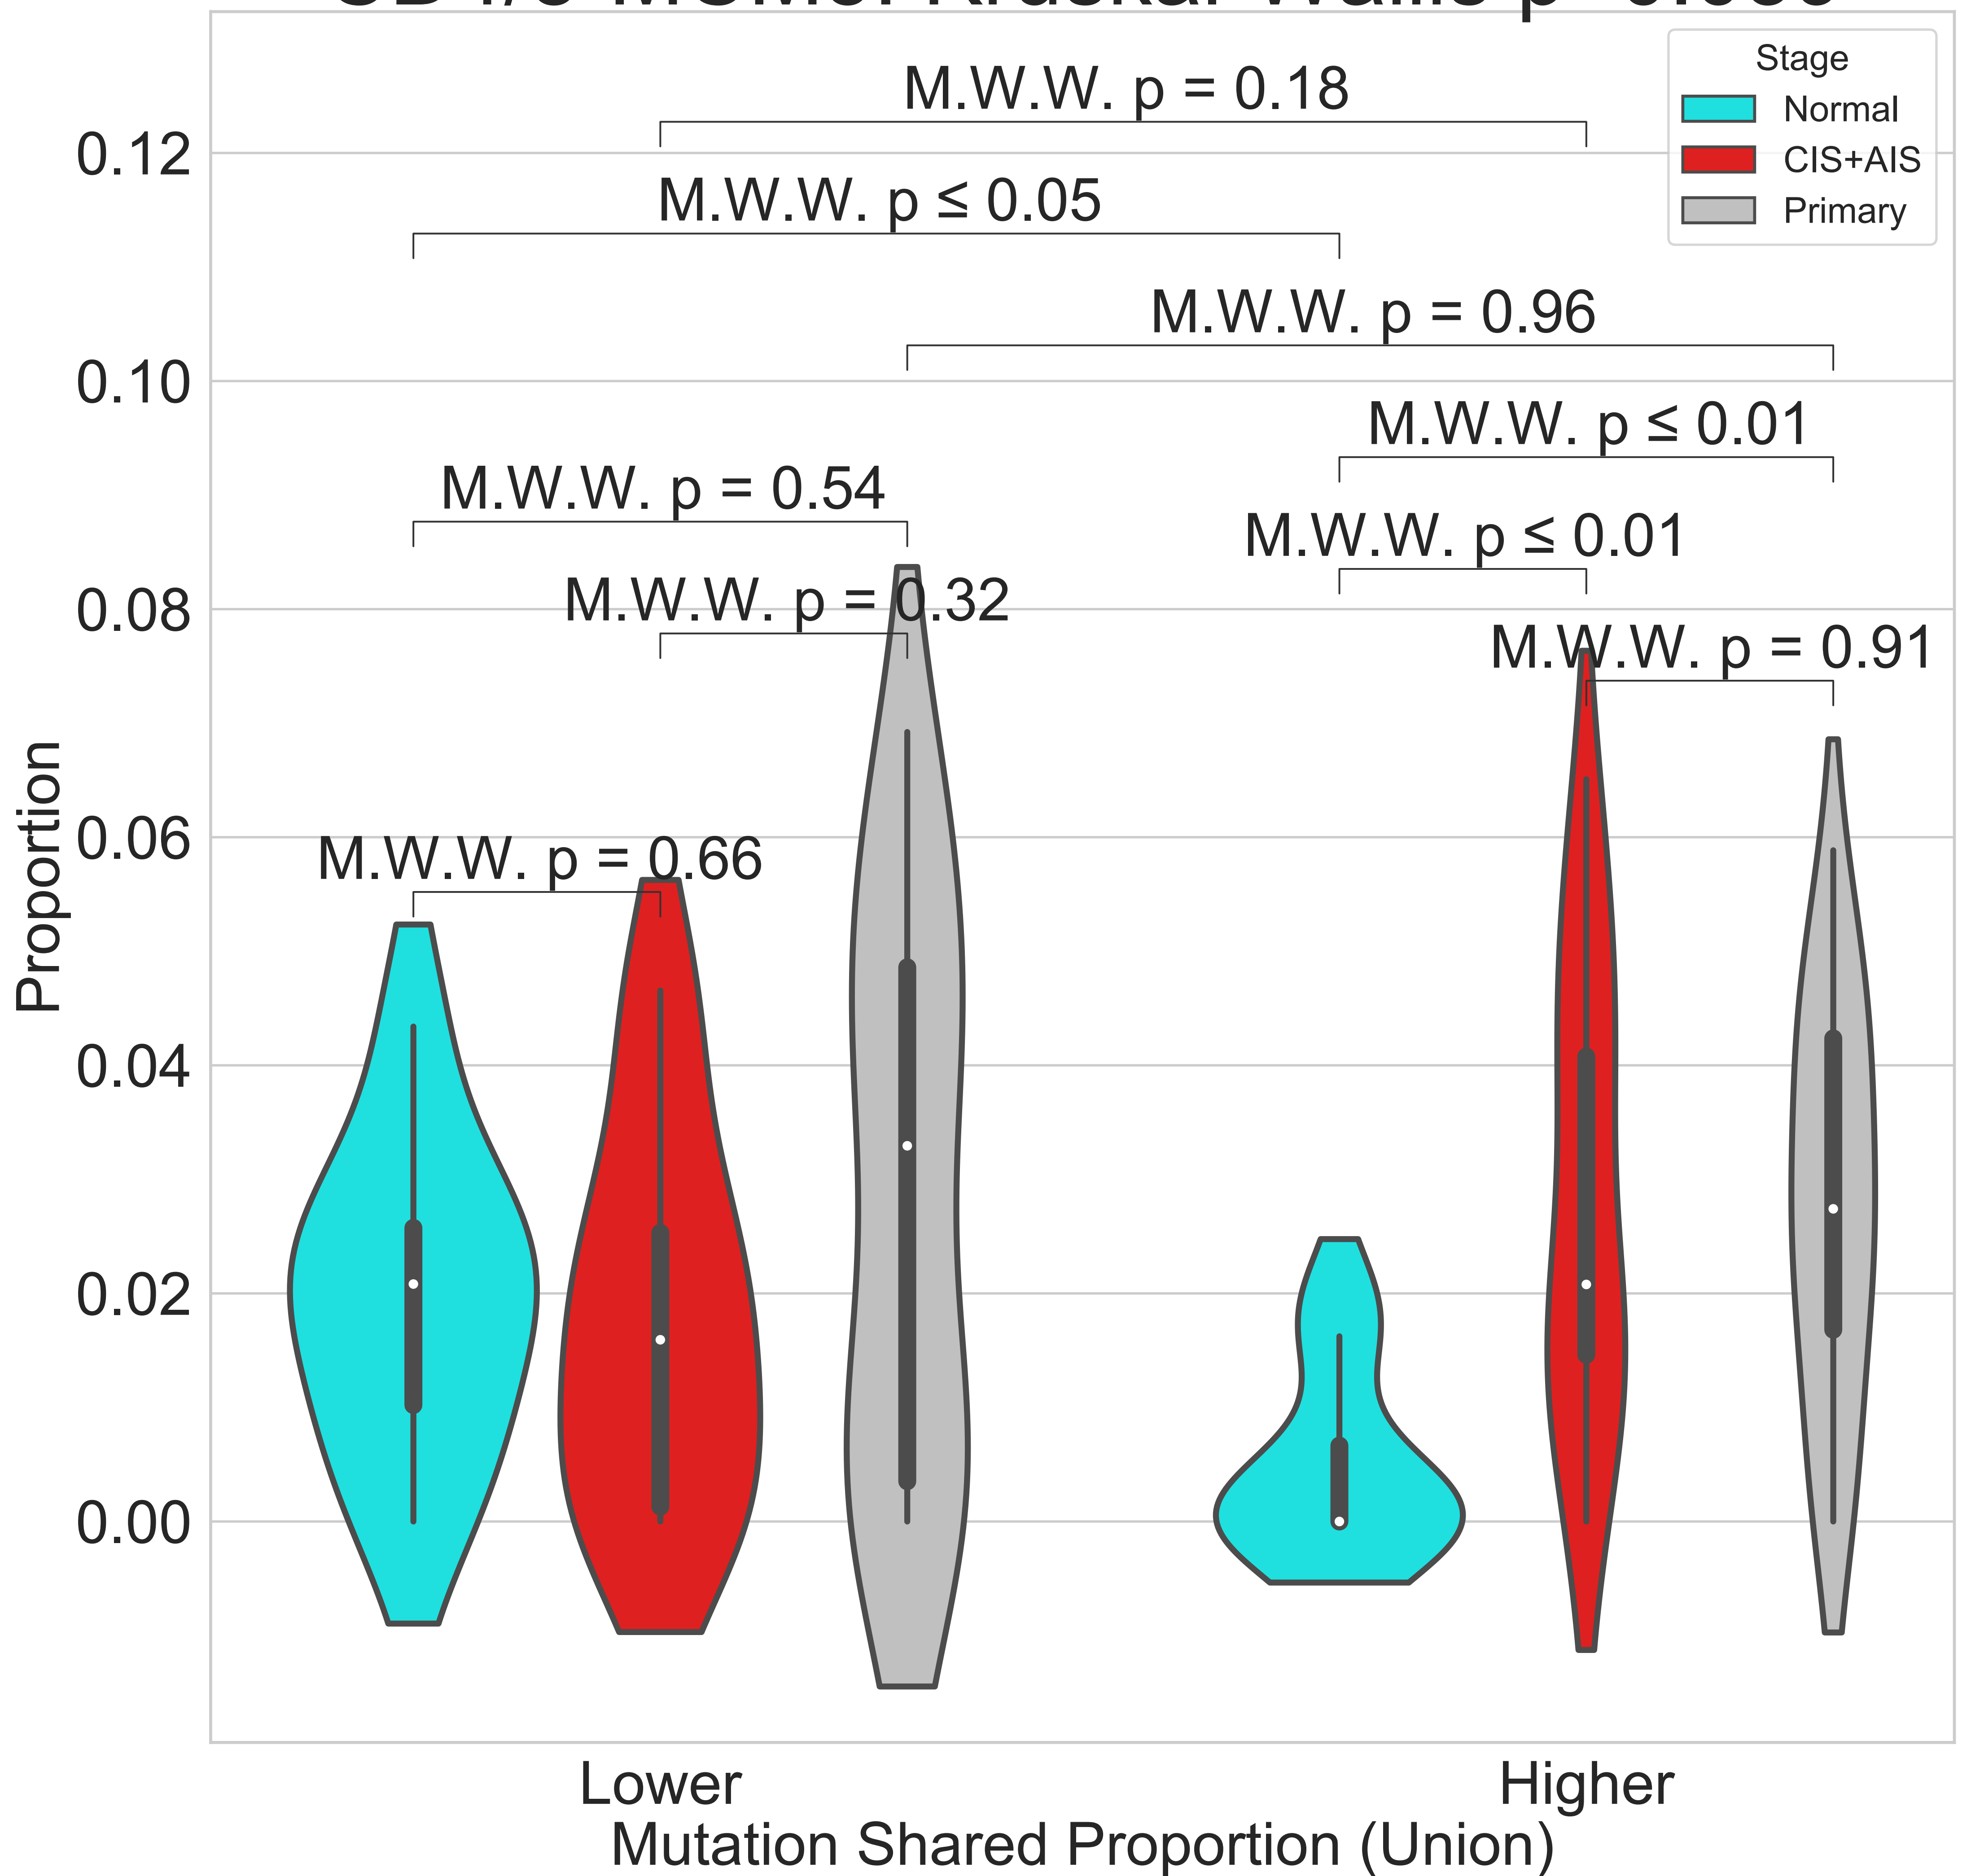 Stage
Normal
CIS+AIS
Primary
M.W.W. p = 0.18
M.W.W. p ≤ 0.05
M.W.W. p = 0.96
M.W.W. p ≤ 0.01
M.W.W. p = 0.54
M.W.W. p ≤ 0.01
M.W.W. p = 0.32
M.W.W. p = 0.91
M.W.W. p = 0.66
0.12
0.10
0.08
0.06
0.04
0.02
0.00
Proportion
Lower
Higher
Mutation Shared Proportion (Union)